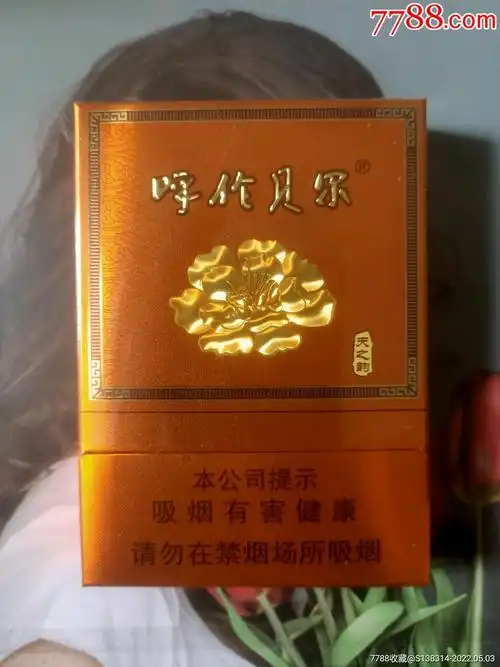 7788.com
呼伦贝尔®
天之韵
本公司提示
吸烟有害健康
请勿在禁烟场所吸烟
7788收藏@S138314-2022.05.03